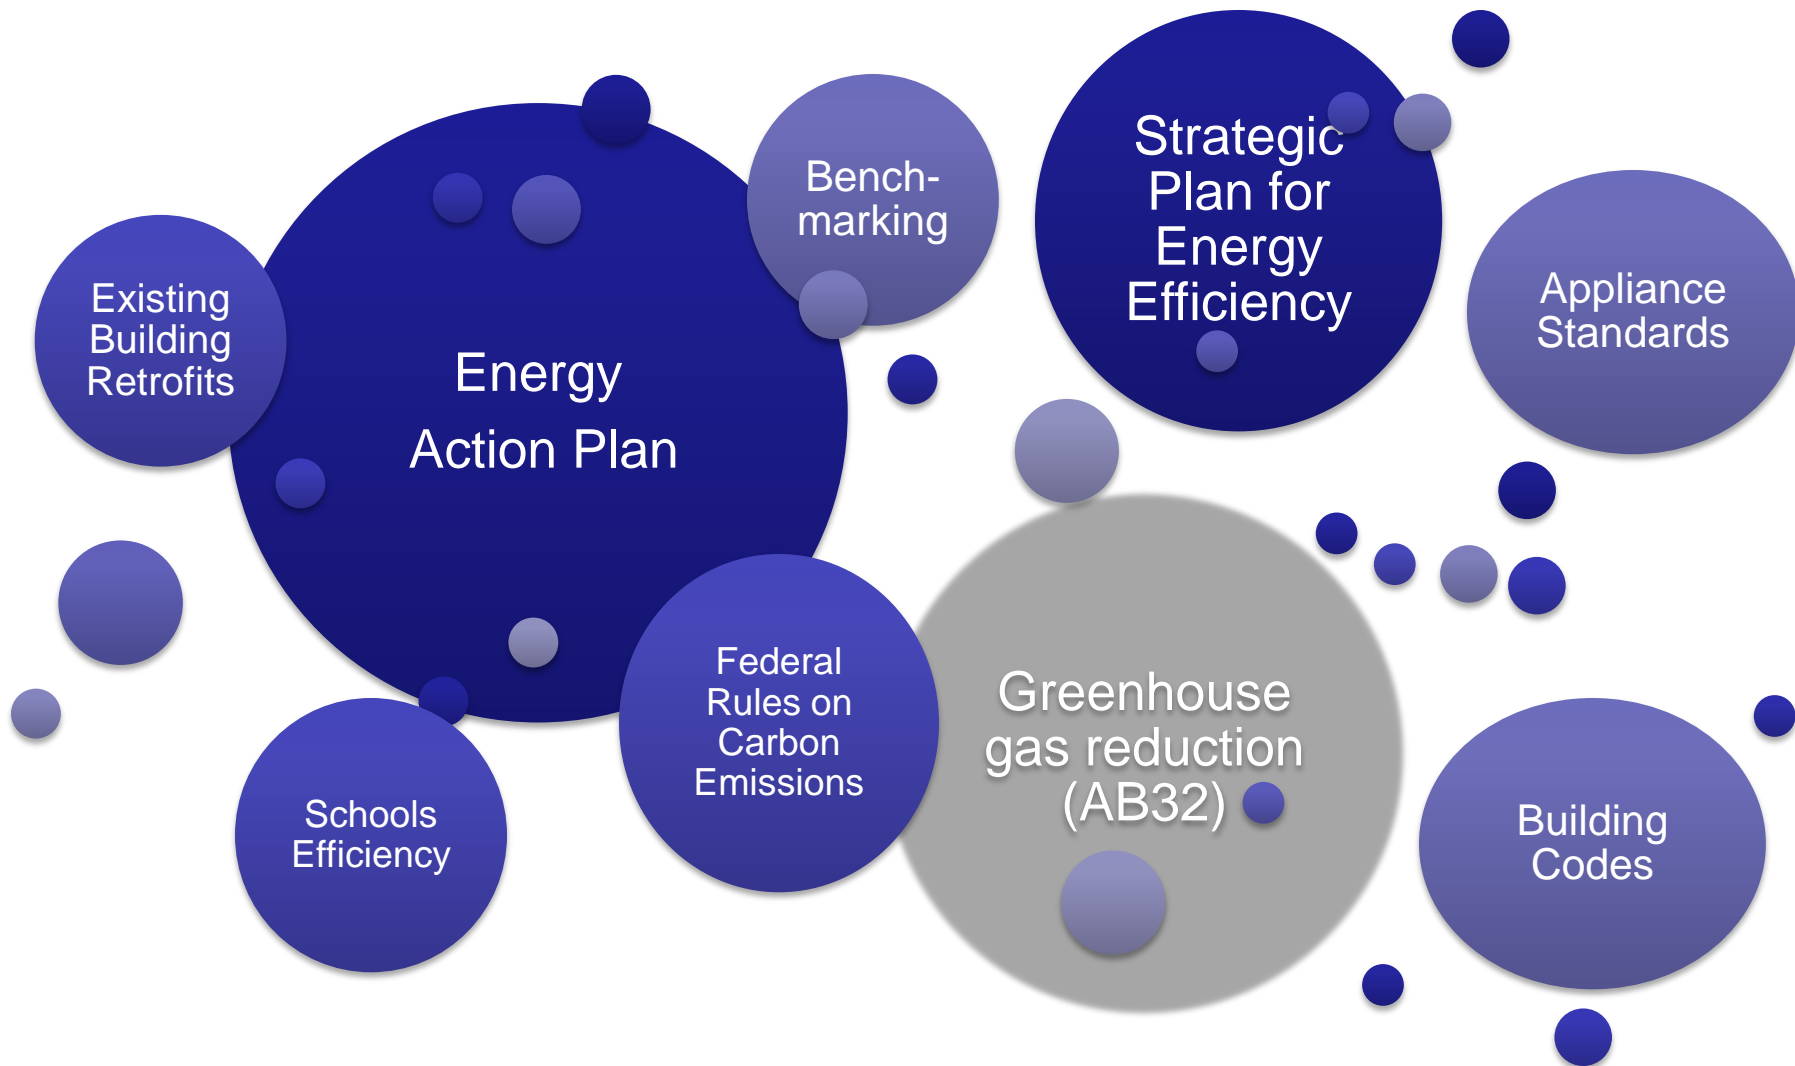 Existing
Building
Retrofits
Energy
Action Plan
Bench-
marking
Strategic
Plan for
Energy
Efficiency
Appliance
Standards
Schools
Efficiency
Federal
Rules on
Carbon
Emissions
Greenhouse
gas reduction
(AB32)
Building
Codes